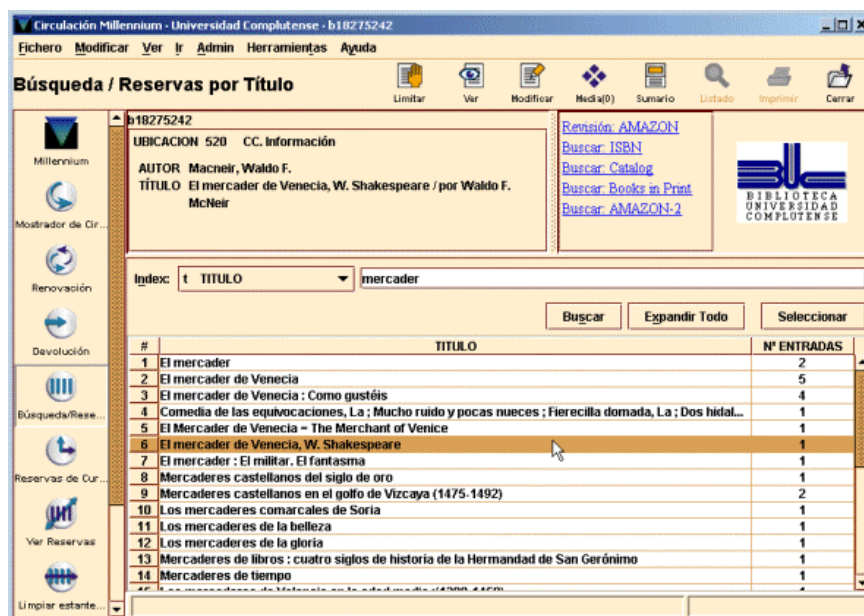 Circulación Millennium - Universidad Complutense - b18275242
Fichero Modificar Ver Ir Admin Herramientas Ayuda
Búsqueda / Reservas por Título
Limitar Ver Modificar Media(0) Sumario Listado Imprimir Cerrar
Millennium
Mostrador de Cir...
Renovación
Devolución
Búsqueda/Rese...
Reservas de Cur...
Ver Reservas
Limpiar estante...
b18275242
UBICACION 520 CC. Información
AUTOR Macneir, Waldo F.
TÍTULO El mercader de Venecia, W. Shakespeare / por Waldo F.
McNeir
Revisión: AMAZON
Buscar: ISBN
Buscar: Catalog
Buscar: Books in Print
Buscar: AMAZON-2
BIBLIOTECA
UNIVERSIDAD
COMPLUTENSE
Index: t TITULO mercader
Buscar Expandir Todo Seleccionar
# TITULO Nº ENTRADAS
1 El mercader 2
2 El mercader de Venecia 5
3 El mercader de Venecia : Como gustéis 4
4 Comedia de las equivocaciones, La ; Mucho ruido y pocas nueces ; Fierecilla domada, La ; Dos hidal... 1
5 El Mercader de Venecia = The Merchant of Venice 1
6 El mercader de Venecia, W. Shakespeare 1
7 El mercader : El militar. El fantasma 1
8 Mercaderes castellanos del siglo de oro 1
9 Mercaderes castellanos en el golfo de Vizcaya (1475-1492) 2
10 Los mercaderes comarcales de Soria 1
11 Los mercaderes de la belleza 1
12 Los mercaderes de la gloria 1
13 Mercaderes de libros : cuatro siglos de historia de la Hermandad de San Gerónimo 1
14 Mercaderes de tiempo 1